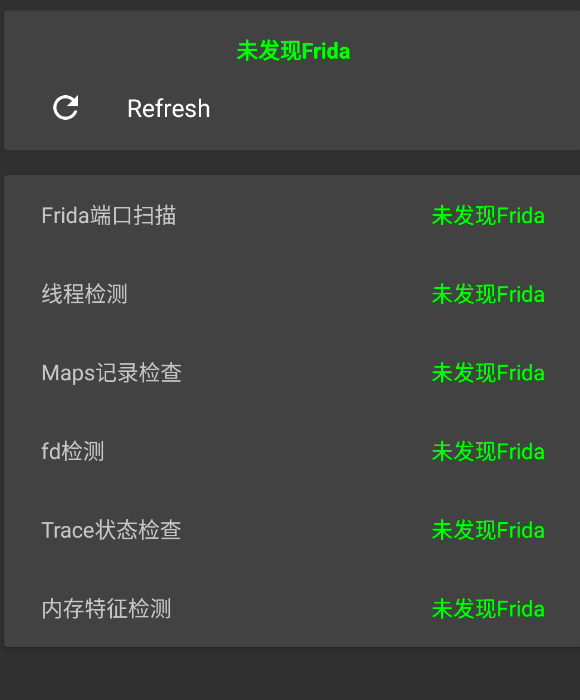 未发现Frida
Refresh
Frida端口扫描 未发现Frida
线程检测 未发现Frida
Maps记录检查 未发现Frida
fd检测 未发现Frida
Trace状态检查 未发现Frida
内存特征检测 未发现Frida